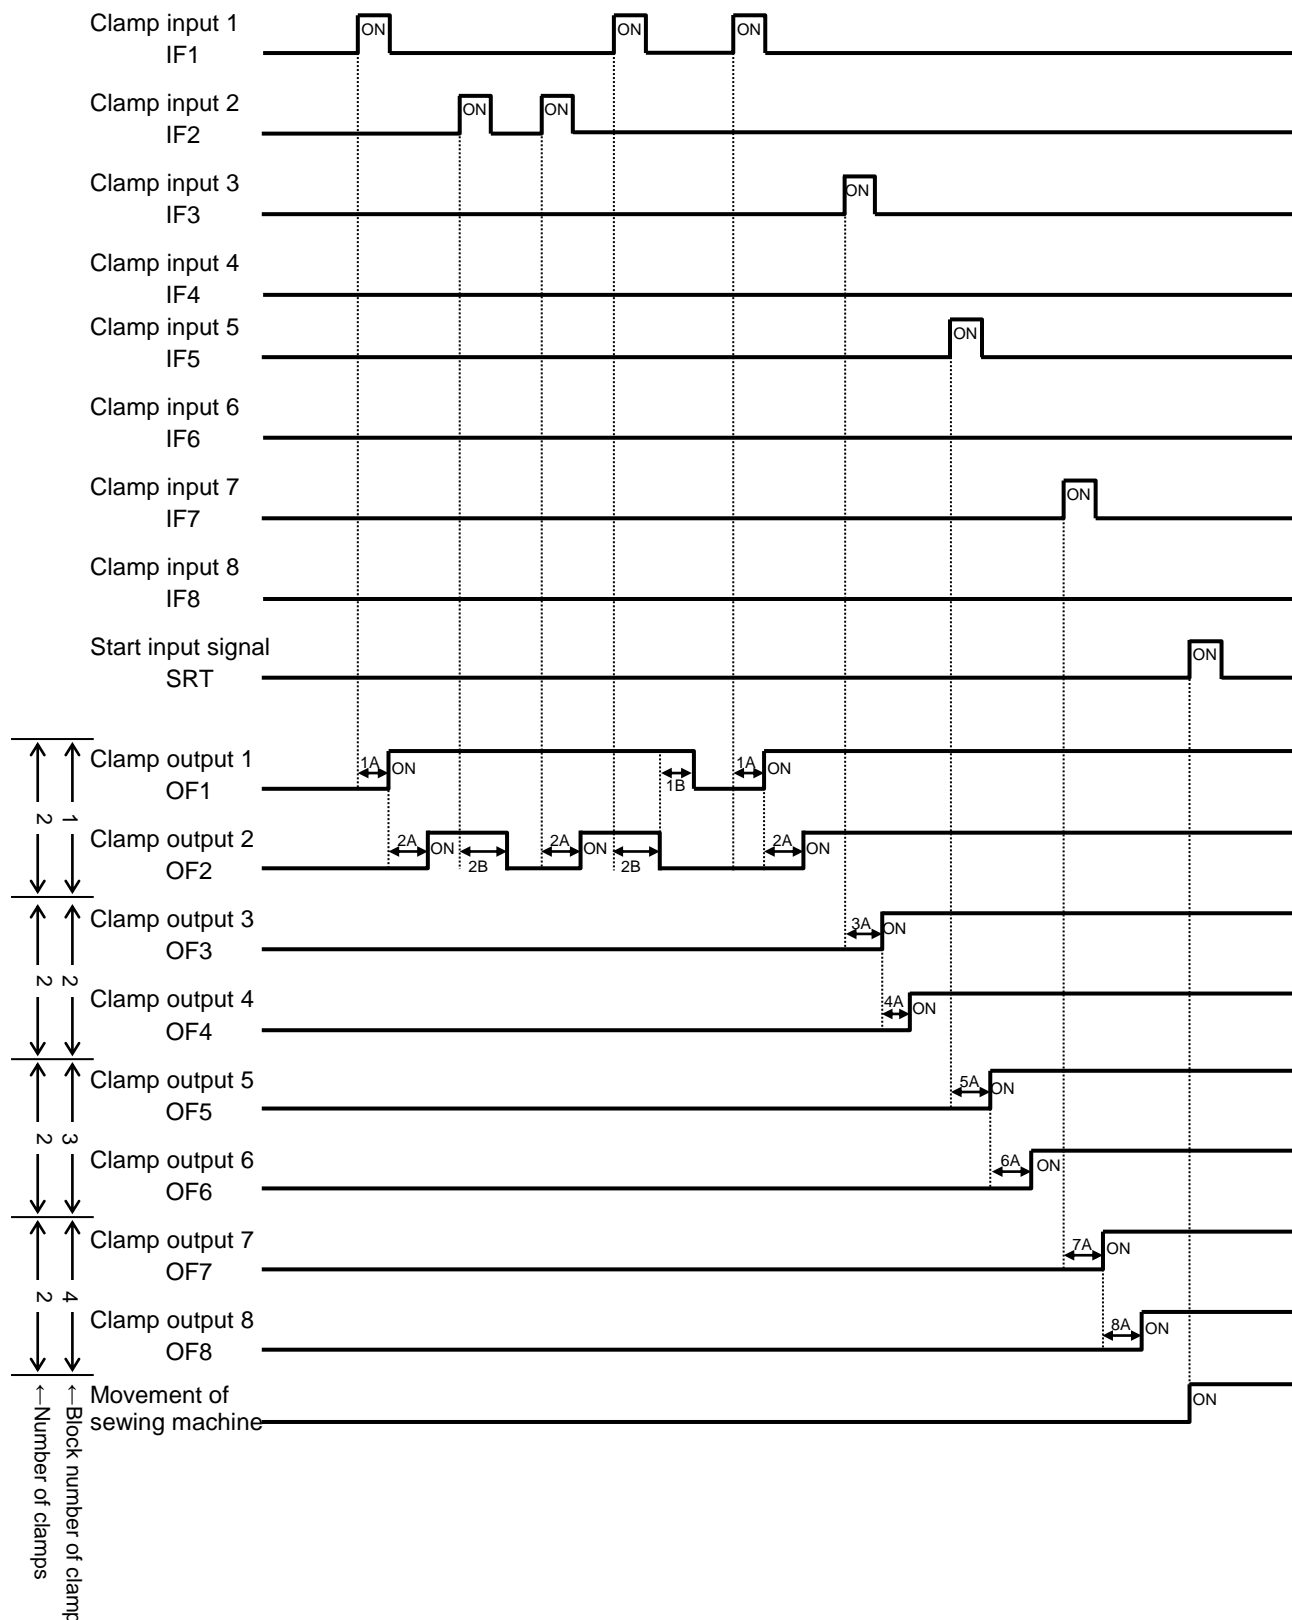 Clamp input 1
IF1
ON ON ON
Clamp input 2
IF2
ON ON
Clamp input 3
IF3
ON
Clamp input 4
IF4
Clamp input 5
IF5
ON
Clamp input 6
IF6
Clamp input 7
IF7
ON
Clamp input 8
IF8
Start input signal
SRT
ON
Clamp output 1
OF1
1A ON 1B 1A ON
2 1
Clamp output 2
OF2
2A ON 2B 2A ON 2B 2A ON
Clamp output 3
OF3
3A ON
2 2
Clamp output 4
OF4
4A ON
Clamp output 5
OF5
5A ON
2 3
Clamp output 6
OF6
6A ON
Clamp output 7
OF7
7A ON
2 4
Clamp output 8
OF8
8A ON
Movement of
sewing machine
ON
←Block number of clamp
←Number of clamps